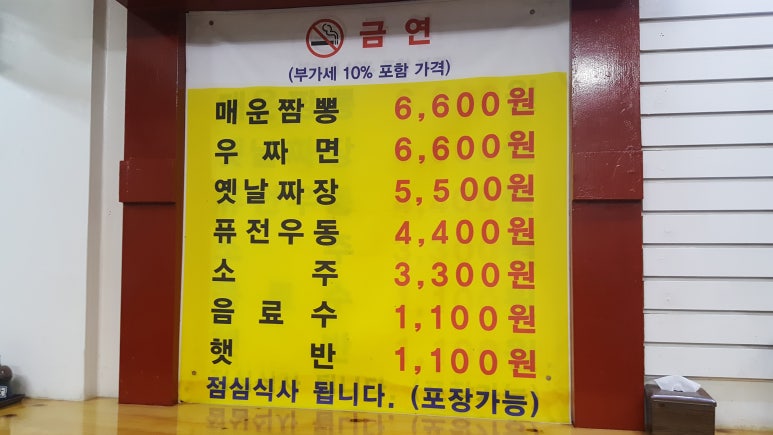 금연
(부가세 10% 포함 가격)
매운짬뽕 6,600원
우짜면 6,600원
옛날짜장 5,500원
퓨전우동 4,400원
소주 3,300원
음료수 1,100원
햇반 1,100원
점심식사 됩니다. (포장가능)